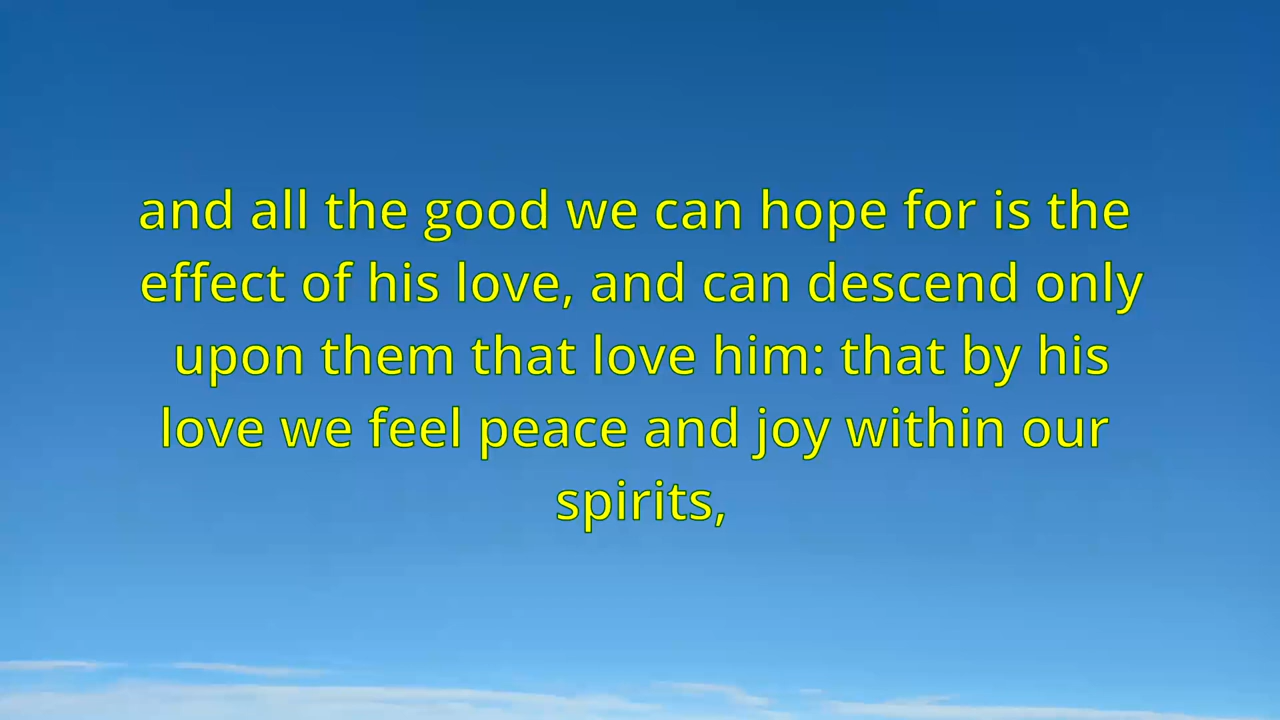 and all the good we can hope for is the
effect of his love, and can descend only
upon them that love him: that by his
love we feel peace and joy within our
spirits,